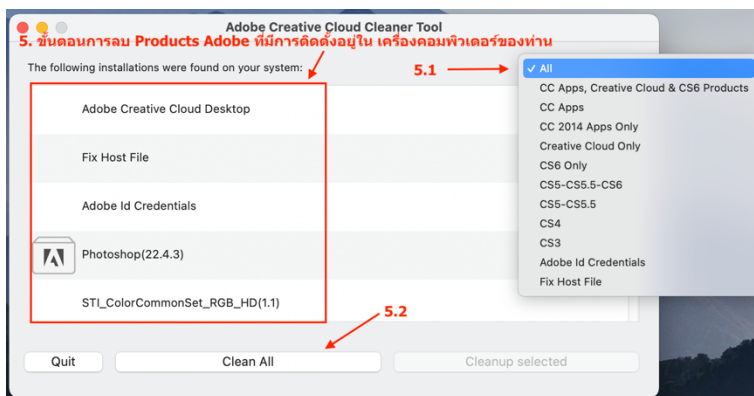 Adobe Creative Cloud Cleaner Tool
5. ขั้นตอนการลบ Products Adobe ที่มีการติดตั้งอยู่ใน เครื่องคอมพิวเตอร์ของท่าน
The following installations were found on your system:
5.1
✓ All
CC Apps, Creative Cloud & CS6 Products
CC Apps
CC 2014 Apps Only
Creative Cloud Only
CS6 Only
CS5-CS5.5-CS6
CS5-CS5.5
CS4
CS3
Adobe Id Credentials
Fix Host File
Adobe Creative Cloud Desktop
Fix Host File
Adobe Id Credentials
Photoshop(22.4.3)
STI_ColorCommonSet_RGB_HD(1.1)
5.2
Quit
Clean All
Cleanup selected